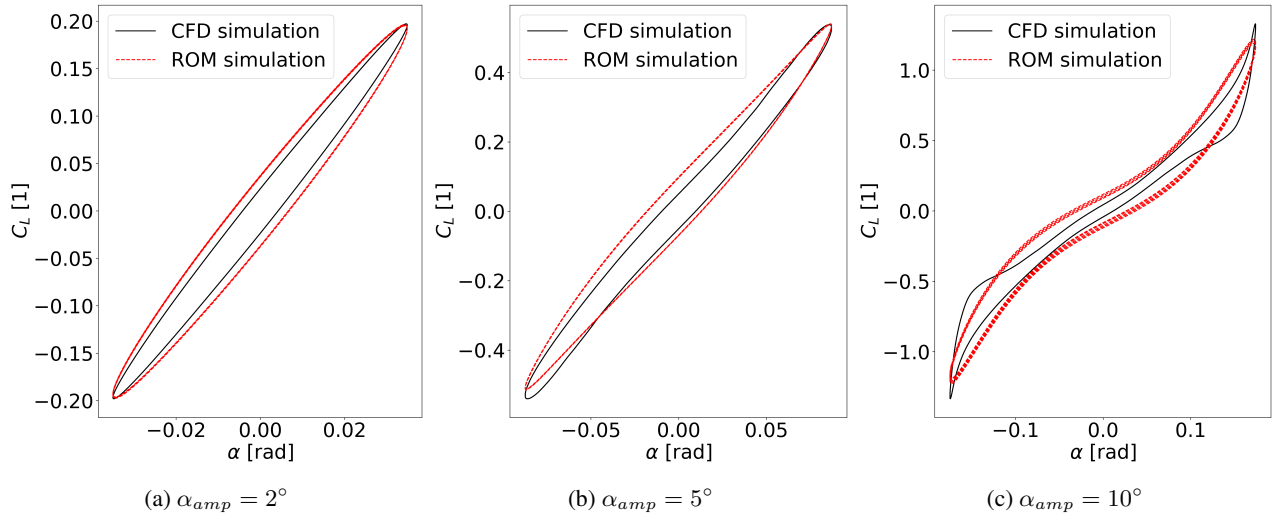 CFD simulation
ROM simulation
0.20
0.15
0.10
0.05
0.00
−0.05
−0.10
−0.15
−0.20
C_L [1]
−0.02 0.00 0.02
α [rad]
(a) α_amp = 2°
CFD simulation
ROM simulation
0.4
0.2
0.0
−0.2
−0.4
C_L [1]
−0.05 0.00 0.05
α [rad]
(b) α_amp = 5°
CFD simulation
ROM simulation
1.0
0.5
0.0
−0.5
−1.0
C_L [1]
−0.1 0.0 0.1
α [rad]
(c) α_amp = 10°